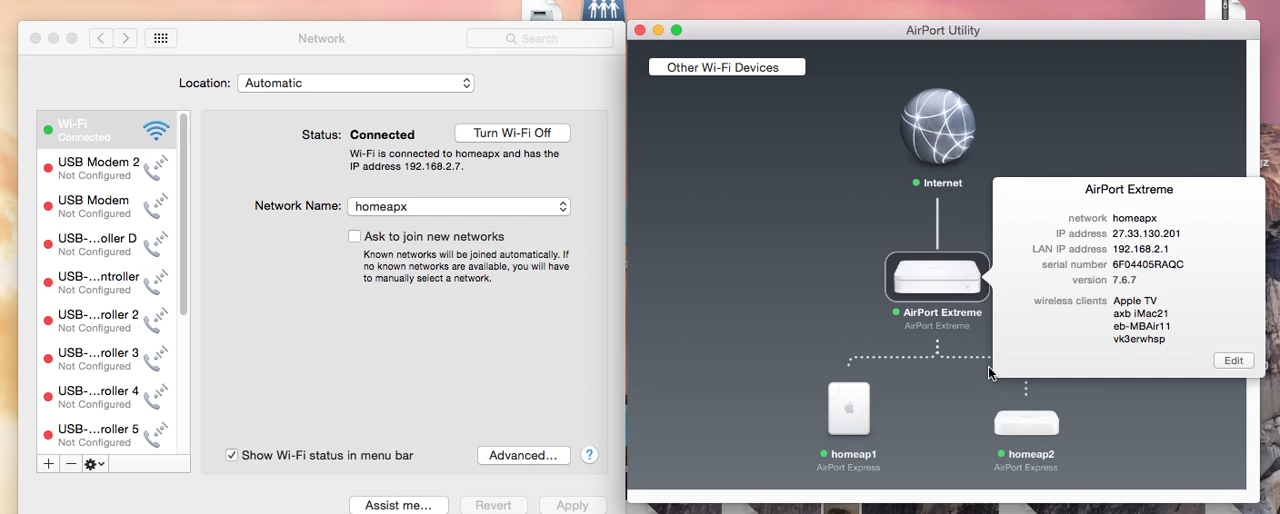 Network
Search
Location: Automatic
Wi-Fi
Connected
USB Modem 2
Not Configured
USB Modem
Not Configured
USB-...oller D
Not Configured
USB-...ntroller
Not Configured
USB-...roller 2
Not Configured
USB-...roller 3
Not Configured
USB-...roller 4
Not Configured
USB-...roller 5
Not Configured
Status: Connected
Turn Wi-Fi Off
Wi-Fi is connected to homeapx and has the
IP address 192.168.2.7.
Network Name: homeapx
Ask to join new networks
Known networks will be joined automatically. If
no known networks are available, you will have
to manually select a network.
Show Wi-Fi status in menu bar
Advanced...
?
Assist me...
Revert
Apply
AirPort Utility
Other Wi-Fi Devices
Internet
AirPort Extreme
AirPort Extreme
homeap1
AirPort Express
homeap2
AirPort Express
AirPort Extreme
network homeapx
IP address 27.33.130.201
LAN IP address 192.168.2.1
serial number 6F04405RAQC
version 7.6.7
wireless clients Apple TV
axb iMac21
eb-MBAir11
vk3erwhsp
Edit